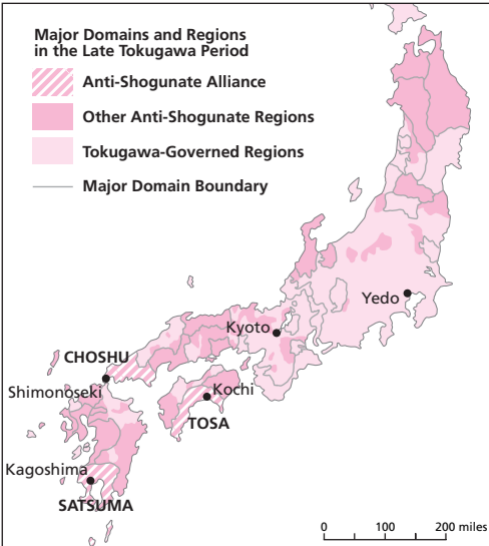 Major Domains and Regions
in the Late Tokugawa Period
Anti-Shogunate Alliance
Other Anti-Shogunate Regions
Tokugawa-Governed Regions
Major Domain Boundary
Yedo
Kyoto
CHOSHU
Shimonoseki
Kochi
TOSA
Kagoshima
SATSUMA
0 100 200 miles